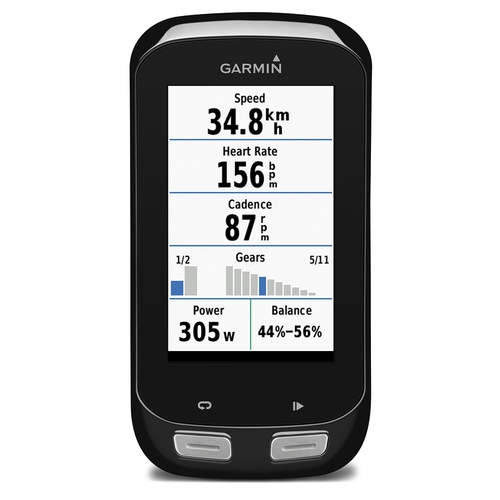 GARMIN
Speed
34.8 km h
Heart Rate
156 bpm
Cadence
87 rpm
Gears
1/2 5/11
Power Balance
305 w 44%–56%